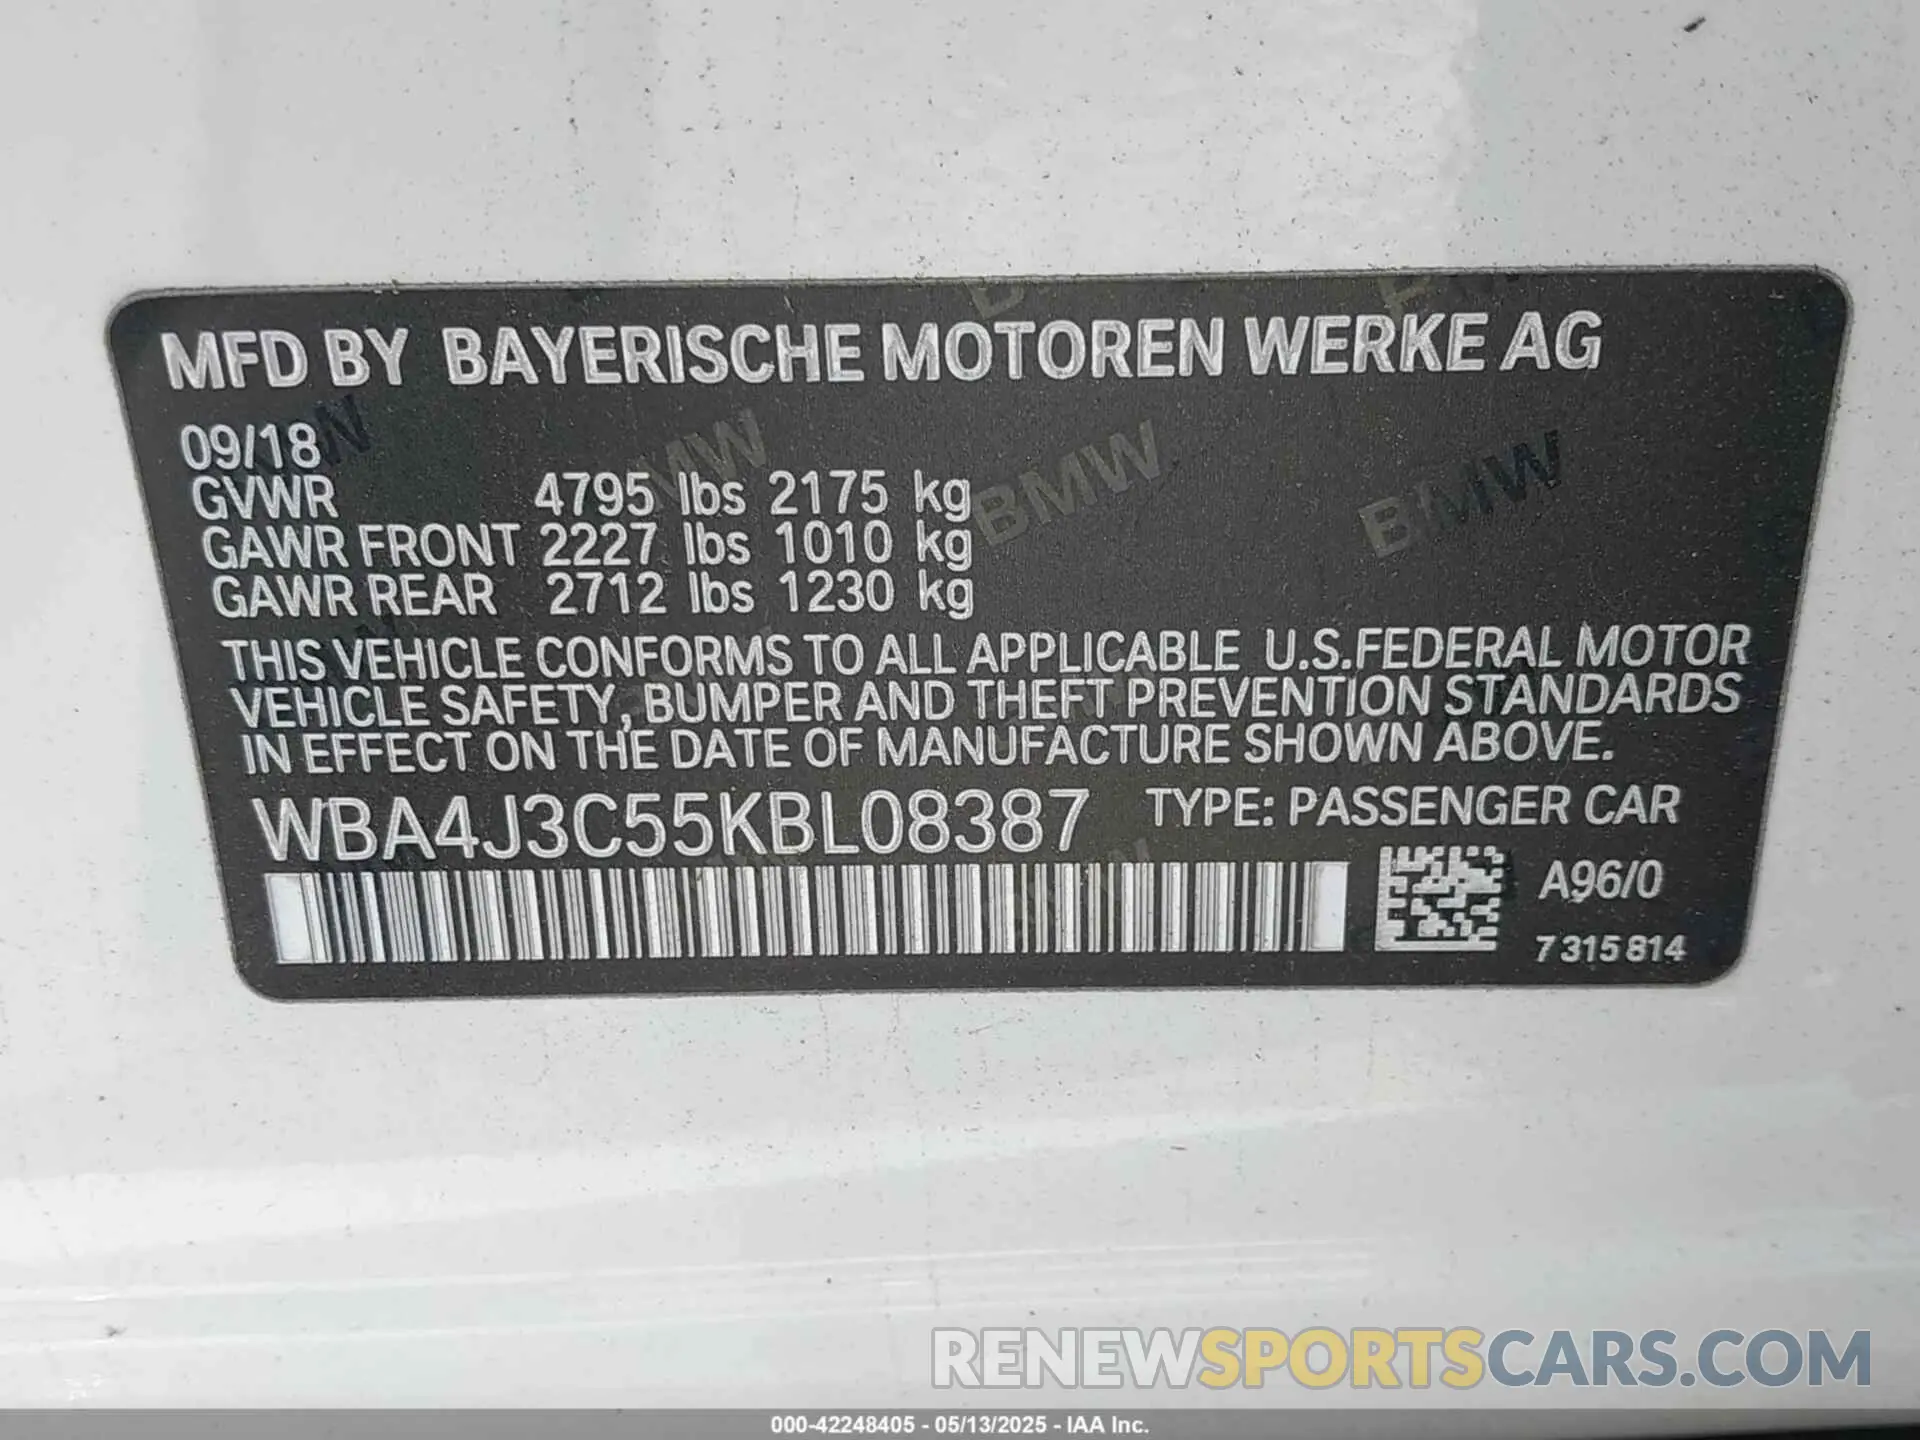 MFD BY BAYERISCHE MOTOREN WERKE AG
09/18
GVWR 4795 lbs 2175 kg
GAWR FRONT 2227 lbs 1010 kg
GAWR REAR 2712 lbs 1230 kg
THIS VEHICLE CONFORMS TO ALL APPLICABLE U.S.FEDERAL MOTOR
VEHICLE SAFETY, BUMPER AND THEFT PREVENTION STANDARDS
IN EFFECT ON THE DATE OF MANUFACTURE SHOWN ABOVE.
WBA4J3C55KBL08387 TYPE: PASSENGER CAR
A96/0
7 315 814
BMW BMW BMW
RENEWSPORTSCARS.COM
000-42248405 - 05/13/2025 - IAA Inc.